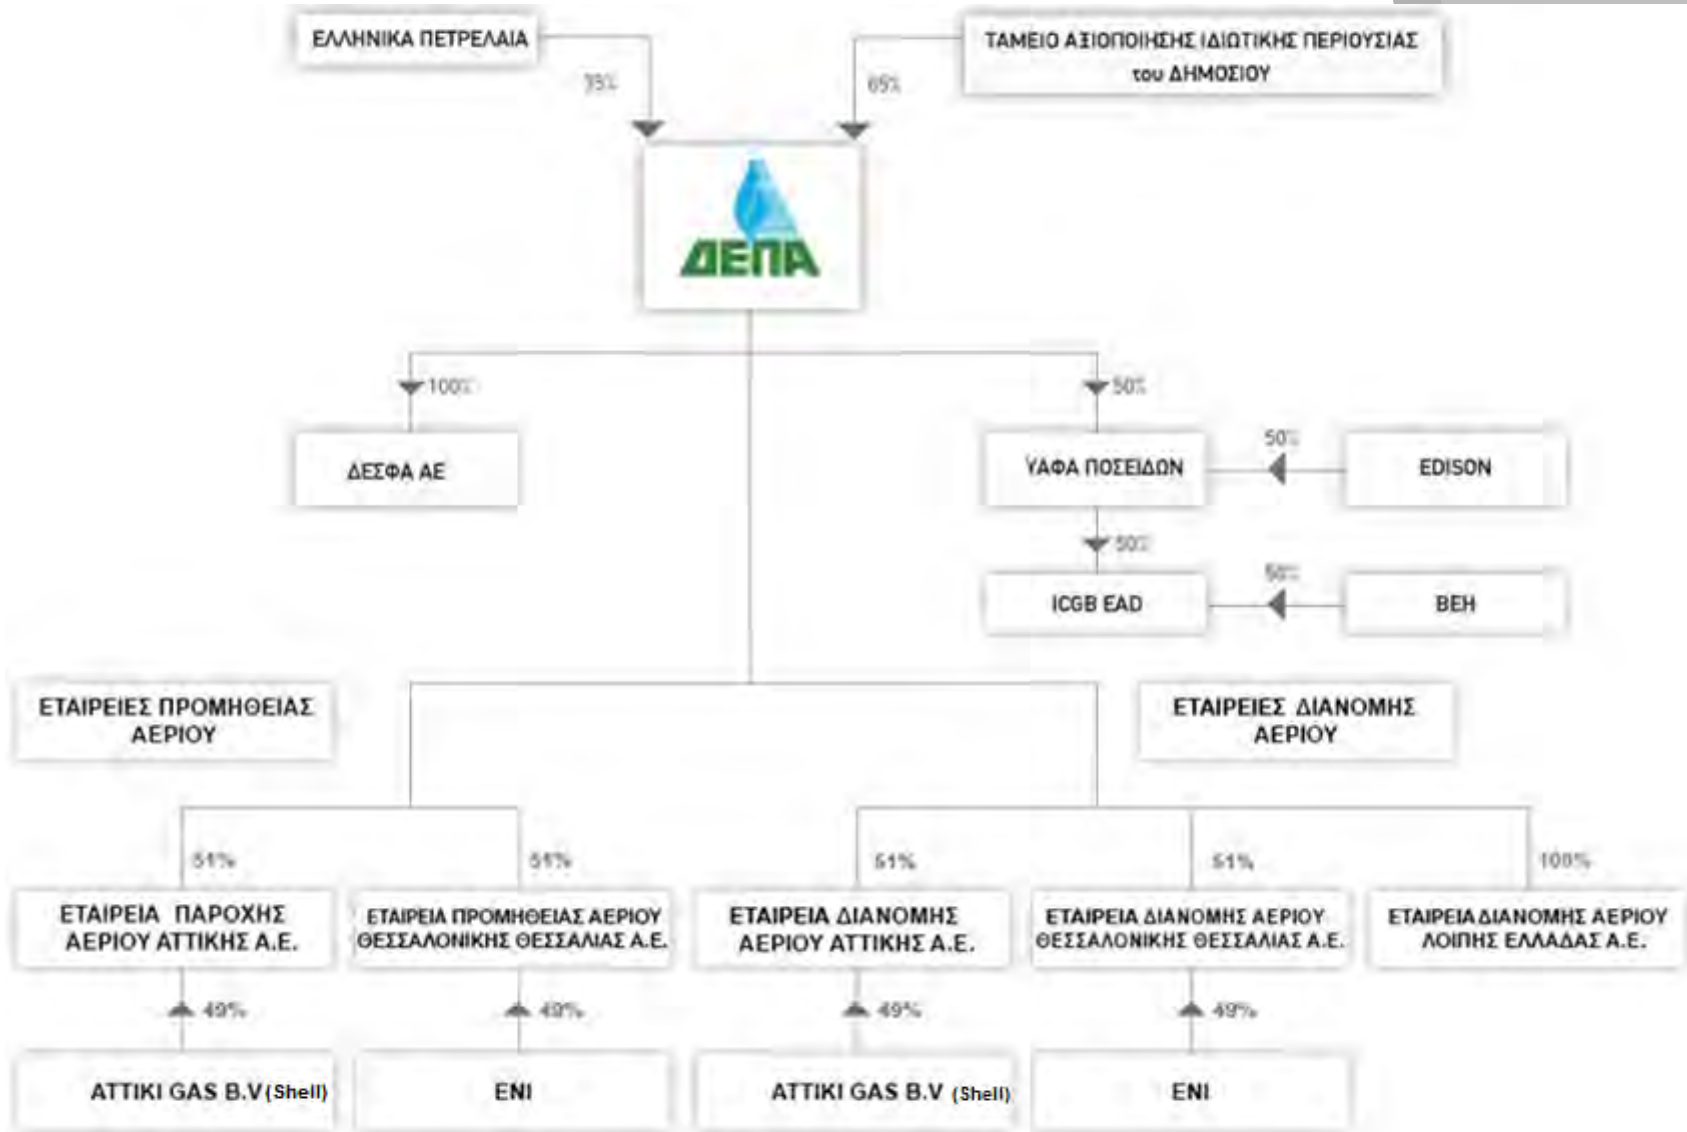 ΕΛΛΗΝΙΚΑ ΠΕΤΡΕΛΑΙΑ
ΤΑΜΕΙΟ ΑΞΙΟΠΟΙΗΣΗΣ ΙΔΙΩΤΙΚΗΣ ΠΕΡΙΟΥΣΙΑΣ
του ΔΗΜΟΣΙΟΥ
35%
65%
ΔΕΠΑ
100%
50%
ΔΕΣΦΑ ΑΕ
ΥΑΦΑ ΠΟΣΕΙΔΩΝ
50%
EDISON
50%
ICGB EAD
50%
BEH
ΕΤΑΙΡΕΙΕΣ ΠΡΟΜΗΘΕΙΑΣ
ΑΕΡΙΟΥ
ΕΤΑΙΡΕΙΕΣ ΔΙΑΝΟΜΗΣ
ΑΕΡΙΟΥ
51%
51%
51%
51%
100%
ΕΤΑΙΡΕΙΑ ΠΑΡΟΧΗΣ
ΑΕΡΙΟΥ ΑΤΤΙΚΗΣ Α.Ε.
ΕΤΑΙΡΕΙΑ ΠΡΟΜΗΘΕΙΑΣ ΑΕΡΙΟΥ
ΘΕΣΣΑΛΟΝΙΚΗΣ ΘΕΣΣΑΛΙΑΣ Α.Ε.
ΕΤΑΙΡΕΙΑ ΔΙΑΝΟΜΗΣ
ΑΕΡΙΟΥ ΑΤΤΙΚΗΣ Α.Ε.
ΕΤΑΙΡΕΙΑ ΔΙΑΝΟΜΗΣ ΑΕΡΙΟΥ
ΘΕΣΣΑΛΟΝΙΚΗΣ ΘΕΣΣΑΛΙΑΣ Α.Ε.
ΕΤΑΙΡΕΙΑ ΔΙΑΝΟΜΗΣ ΑΕΡΙΟΥ
ΛΟΙΠΗΣ ΕΛΛΑΔΑΣ Α.Ε.
49%
49%
49%
49%
ATTIKI GAS B.V (Shell)
ENI
ATTIKI GAS B.V (Shell)
ENI